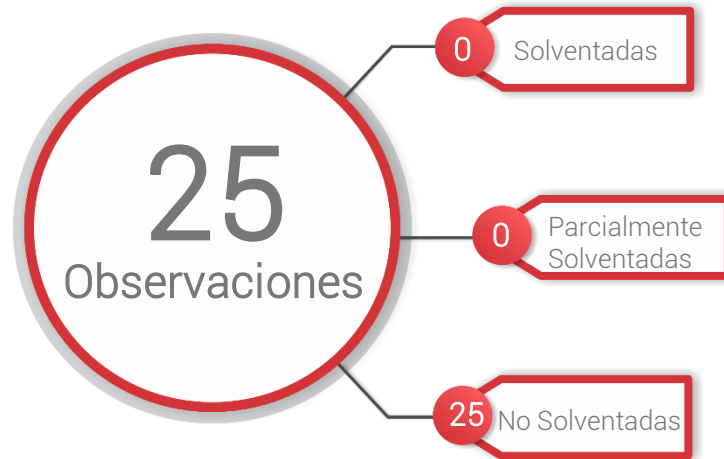 25
Observaciones
0
Solventadas
0
Parcialmente
Solventadas
25
No Solventadas